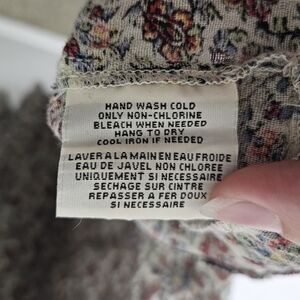 HAND WASH COLD
ONLY NON-CHLORINE
BLEACH WHEN NEEDED
HANG TO DRY
COOL IRON IF NEEDED
LAVER A LA MAIN EN EAU FROIDE
EAU DE JAVEL NON CHLOREE
UNIQUEMENT SI NECESSAIRE
SECHAGE SUR CINTRE
REPASSER A FER DOUX
SI NECESSAIRE